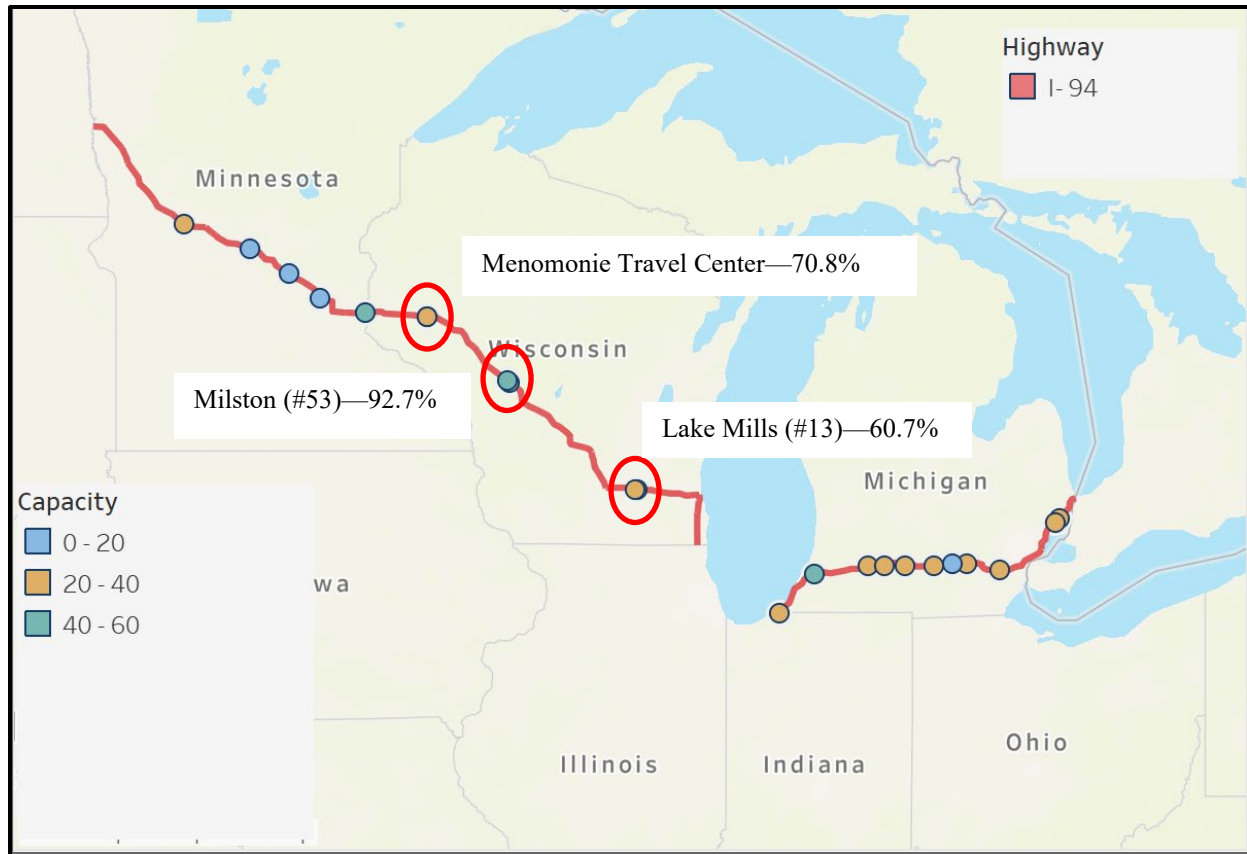 Highway
I-94
Minnesota
Menomonie Travel Center—70.8%
Wisconsin
Milston (#53)—92.7%
Lake Mills (#13)—60.7%
Michigan
Capacity
0 - 20
20 - 40
40 - 60
wa
Illinois
Indiana
Ohio